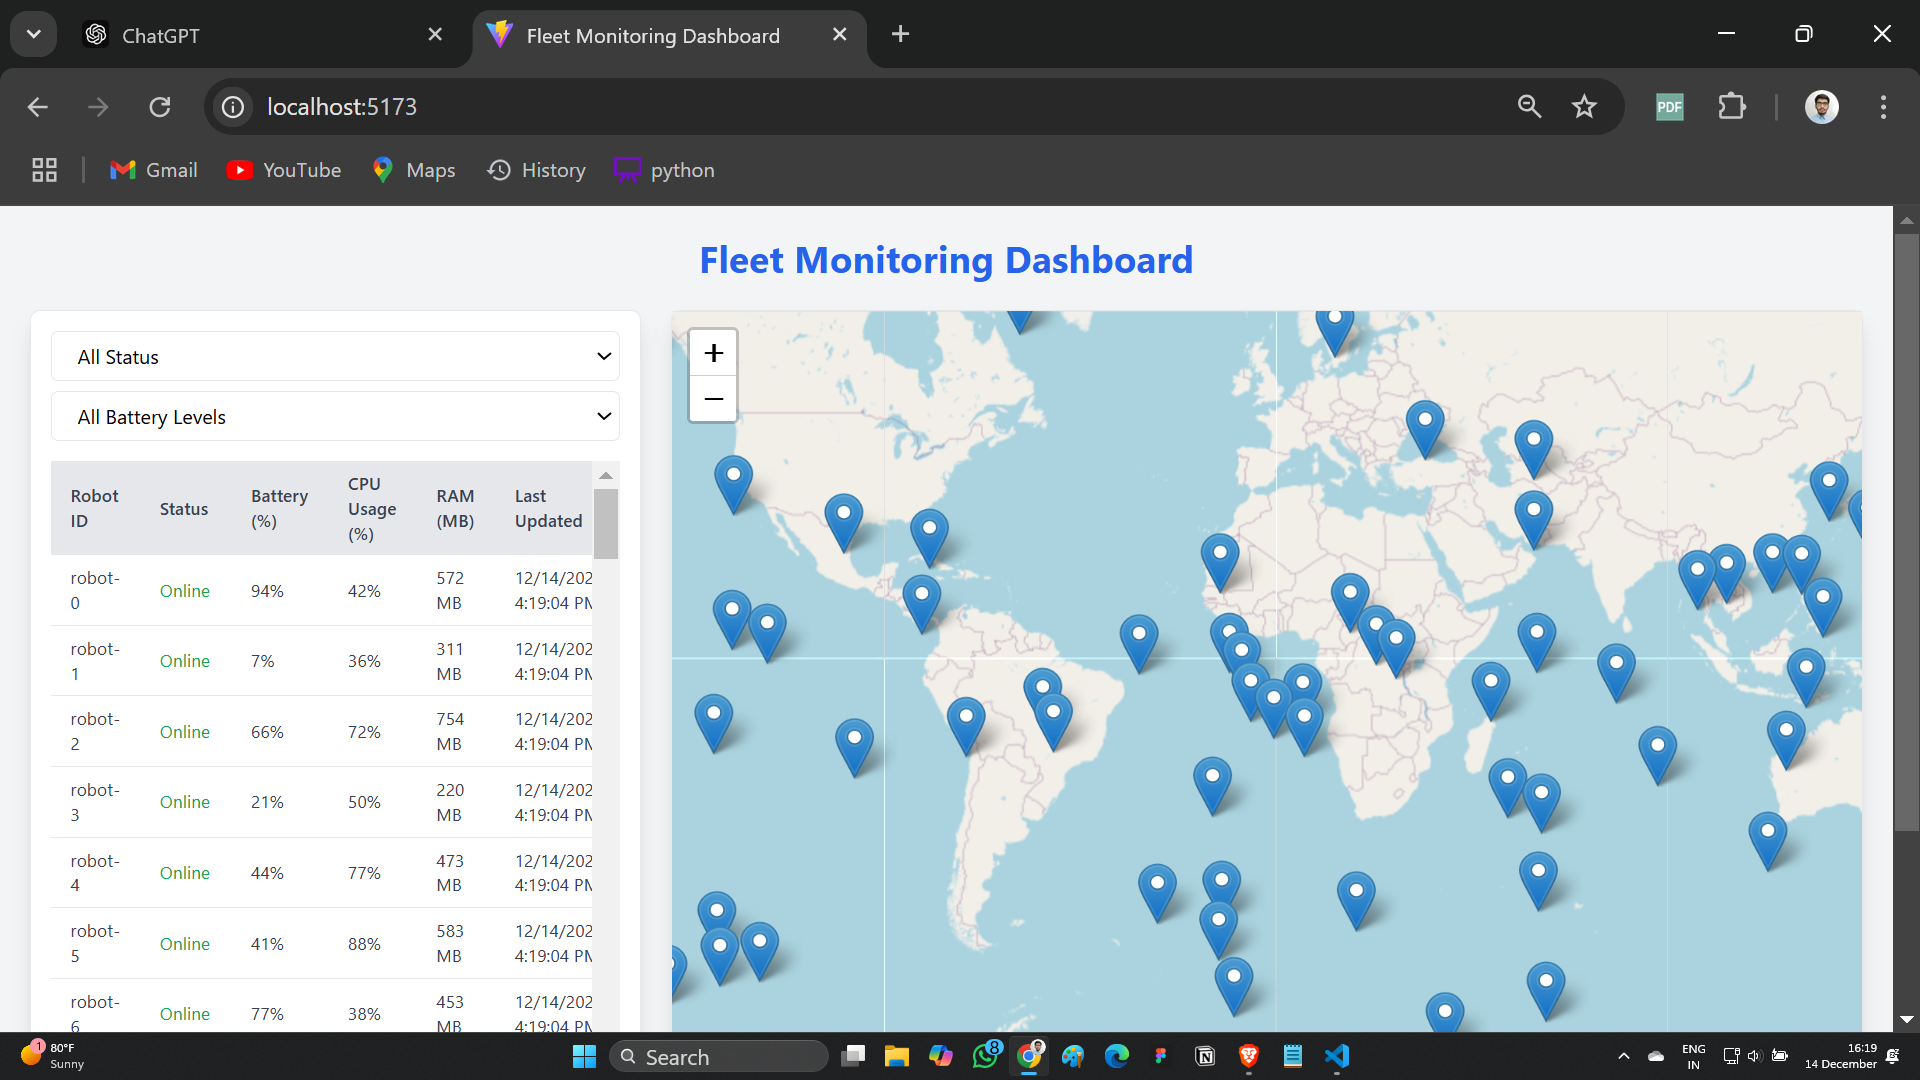 ChatGPT
Fleet Monitoring Dashboard
localhost:5173
PDF
Gmail
YouTube
Maps
History
python
Fleet Monitoring Dashboard
All Status
All Battery Levels
Robot ID Status Battery (%) CPU Usage (%) RAM (MB) Last Updated
robot-0 Online 94% 42% 572 MB 12/14/202 4:19:04 PM
robot-1 Online 7% 36% 311 MB 12/14/202 4:19:04 PM
robot-2 Online 66% 72% 754 MB 12/14/202 4:19:04 PM
robot-3 Online 21% 50% 220 MB 12/14/202 4:19:04 PM
robot-4 Online 44% 77% 473 MB 12/14/202 4:19:04 PM
robot-5 Online 41% 88% 583 MB 12/14/202 4:19:04 PM
robot-6 Online 77% 38% 453 MB 12/14/202 4:19:04 PM
+
−
1
80°F
Sunny
Search
8
ENG
IN
16:19
14 December